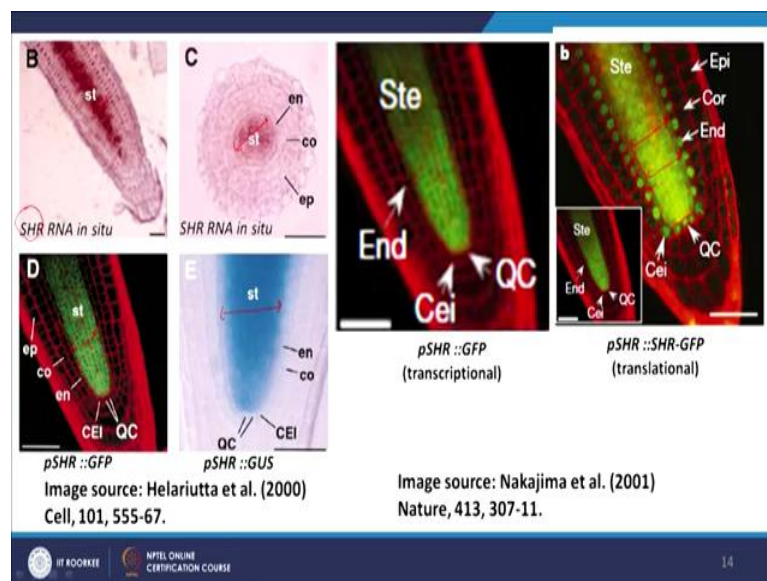 B
st
SHR RNA in situ
C
st
en
co
ep
SHR RNA in situ
D
st
ep
co
en
CEI
QC
pSHR ::GFP
E
st
en
co
QC
CEI
pSHR ::GUS
Image source: Helariutta et al. (2000)
Cell, 101, 555-67.
Ste
End
Cei
QC
pSHR ::GFP
(transcriptional)
b
Epi
Cor
End
Ste
End
Cei
QC
Cei
QC
pSHR ::SHR-GFP
(translational)
Image source: Nakajima et al. (2001)
Nature, 413, 307-11.
IIT ROORKEE
NPTEL ONLINE
CERTIFICATION COURSE
14